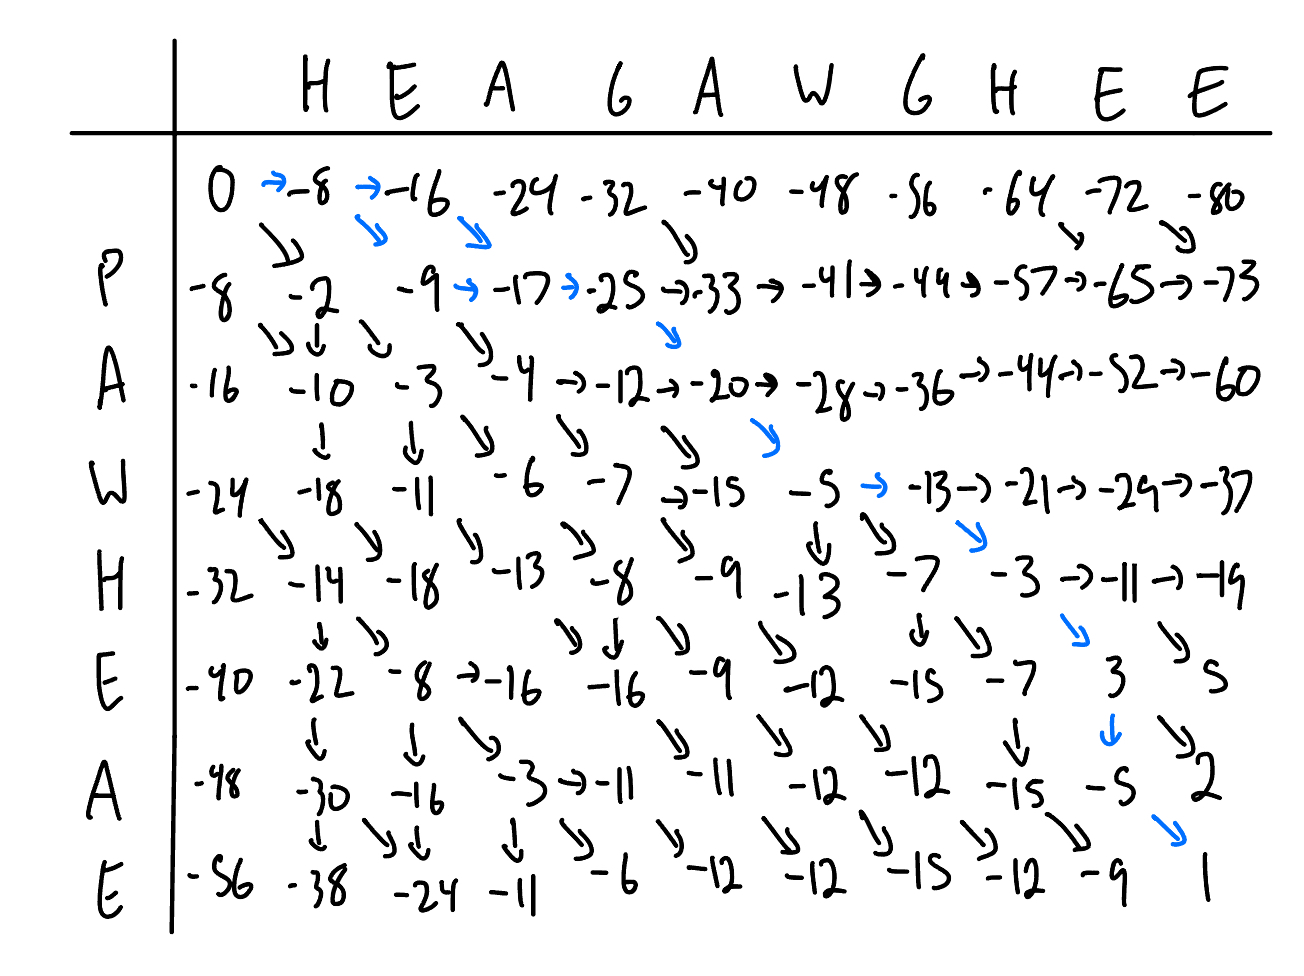 H E A G A W G H E E
0 → -8 → -16 -24 -32 -40 -48 -56 -64 -72 -80
P -8 -2 -9 → -17 → -25 → -33 → -41 → -49 → -57 → -65 → -73
A -16 -10 -3 -4 → -12 → -20 → -28 → -36 → -44 → -52 → -60
W -24 -18 -11 -6 -7 → -15 -5 → -13 → -21 → -29 → -37
H -32 -14 -18 -13 -8 -9 -13 -7 -3 → -11 → -19
E -40 -22 -8 → -16 -16 -9 -12 -15 -7 3 5
A -48 -30 -16 -3 → -11 -11 -12 -12 -15 -5 2
E -56 -38 -24 -11 -6 -12 -12 -15 -12 -9 1